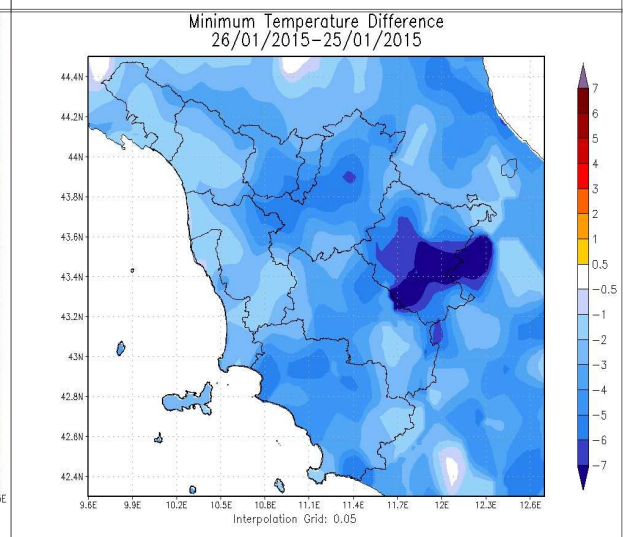 Minimum Temperature Difference
26/01/2015-25/01/2015
44.4N
44.2N
44N
43.8N
43.6N
43.4N
43.2N
43N
42.8N
42.6N
42.4N
9.6E 9.9E 10.2E 10.5E 10.8E 11.1E 11.4E 11.7E 12E 12.3E
Interpolation Grid: 0.05
7
6
5
4
3
2
1
0.5
-0.5
-1
-2
-3
-4
-5
-6
-7